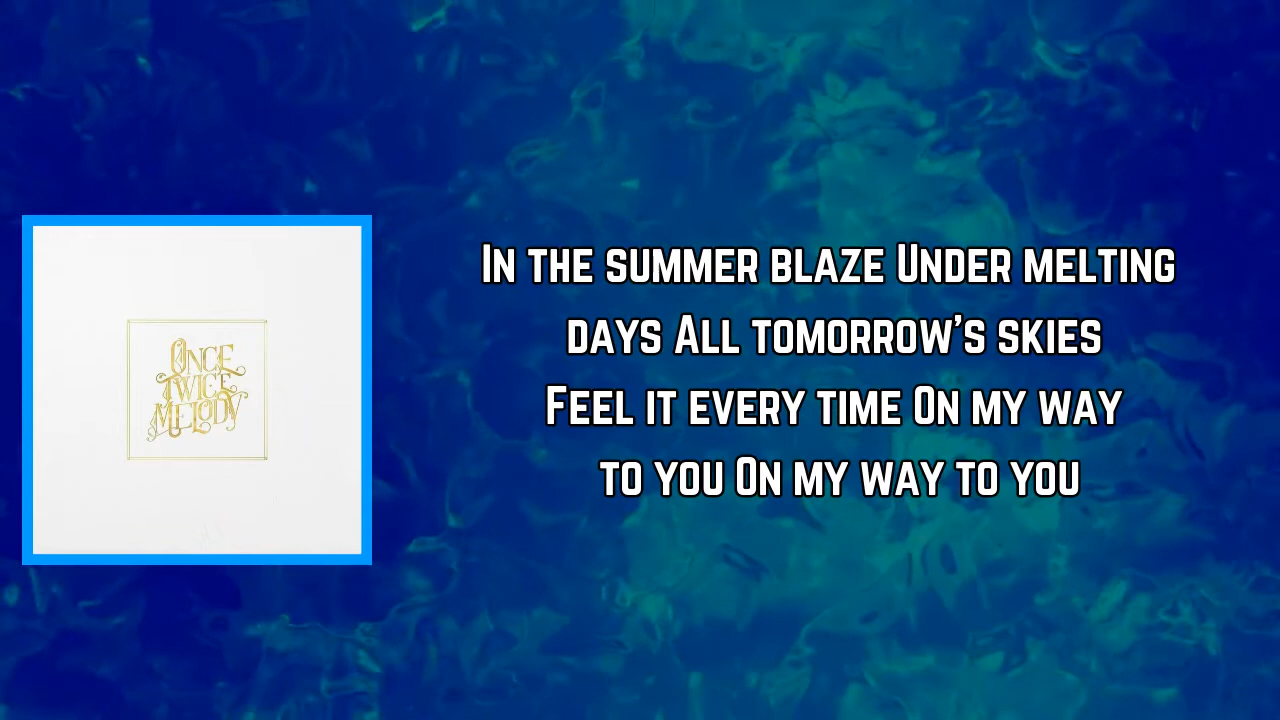 ONCE
TWICE
MELODY
In the summer blaze Under melting
days All tomorrow's skies
Feel it every time On my way
to you On my way to you